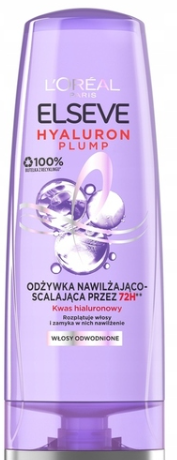 L'ORÉAL
PARIS
ELSEVE
HYALURON
PLUMP
100%
ODŻYWKA NAWILŻAJĄCO-
SCALAJĄCA PRZEZ 72H**
Kwas hialuronowy
Rozplątuje włosy
i zamyka w nich nawilżenie
WŁOSY ODWODNIONE